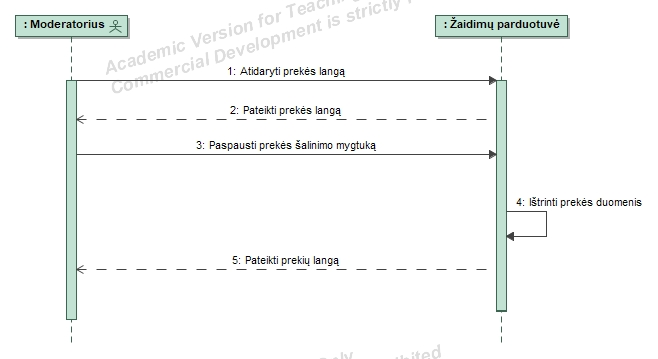 : Moderatorius
: Žaidimų parduotuvė
Academic Version for Teaching
Commercial Development is strictly
1: Atidaryti prekės langą
2: Pateikti prekės langą
3: Paspausti prekės šalinimo mygtuką
4: Ištrinti prekės duomenis
5: Pateikti prekių langą